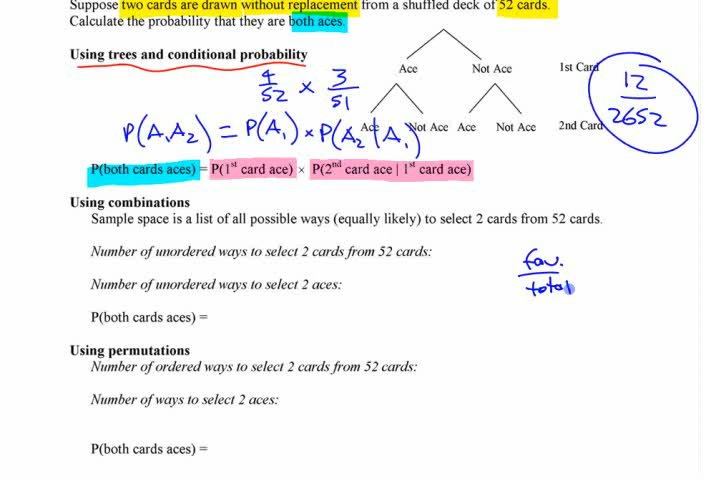 Suppose two cards are drawn without replacement from a shuffled deck of 52 cards.
Calculate the probability that they are both aces.
Using trees and conditional probability
Ace Not Ace 1st Card
4/52 × 3/51
12/2652
P(A₁A₂) = P(A₁) × P(A₂|A₁)
Ace Not Ace Ace Not Ace 2nd Card
P(both cards aces) = P(1st card ace) × P(2nd card ace | 1st card ace)
Using combinations
Sample space is a list of all possible ways (equally likely) to select 2 cards from 52 cards.
Number of unordered ways to select 2 cards from 52 cards:
fav.
total
Number of unordered ways to select 2 aces:
P(both cards aces) =
Using permutations
Number of ordered ways to select 2 cards from 52 cards:
Number of ways to select 2 aces:
P(both cards aces) =